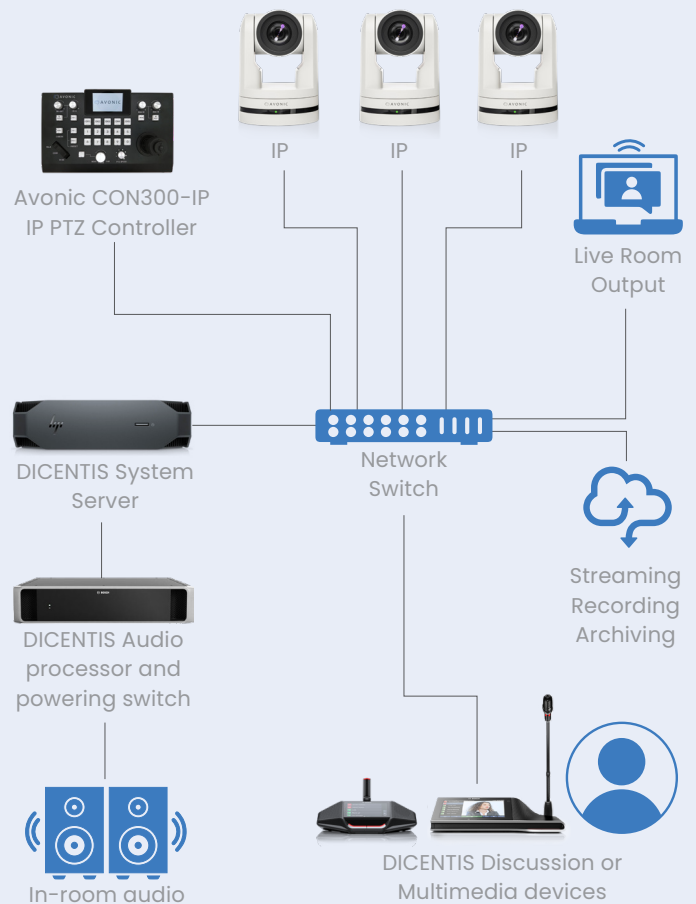 AVONIC
AVONIC
AVONIC
AVONIC
IP
IP
IP
Avonic CON300-IP
IP PTZ Controller
Live Room
Output
hp
DICENTIS System
Server
Network
Switch
BOSCH
DICENTIS Audio
processor and
powering switch
Streaming
Recording
Archiving
In-room audio
DICENTIS Discussion or
Multimedia devices